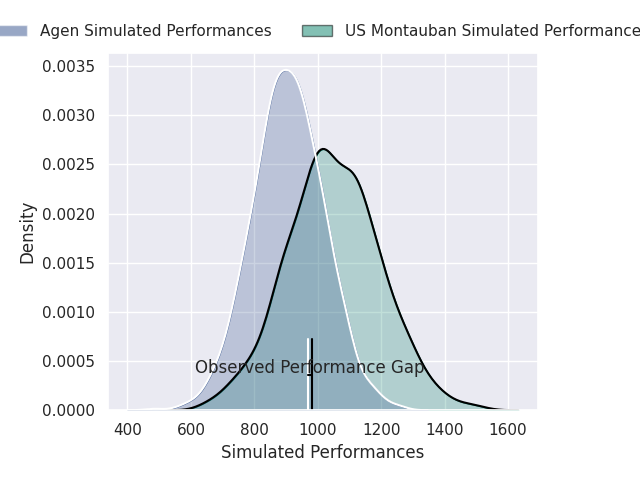 Agen Simulated Performances
US Montauban Simulated Performance
0.0035
0.0030
0.0025
0.0020
0.0015
0.0010
0.0005
0.0000
Density
Observed Performance Gap
400 600 800 1000 1200 1400 1600
Simulated Performances